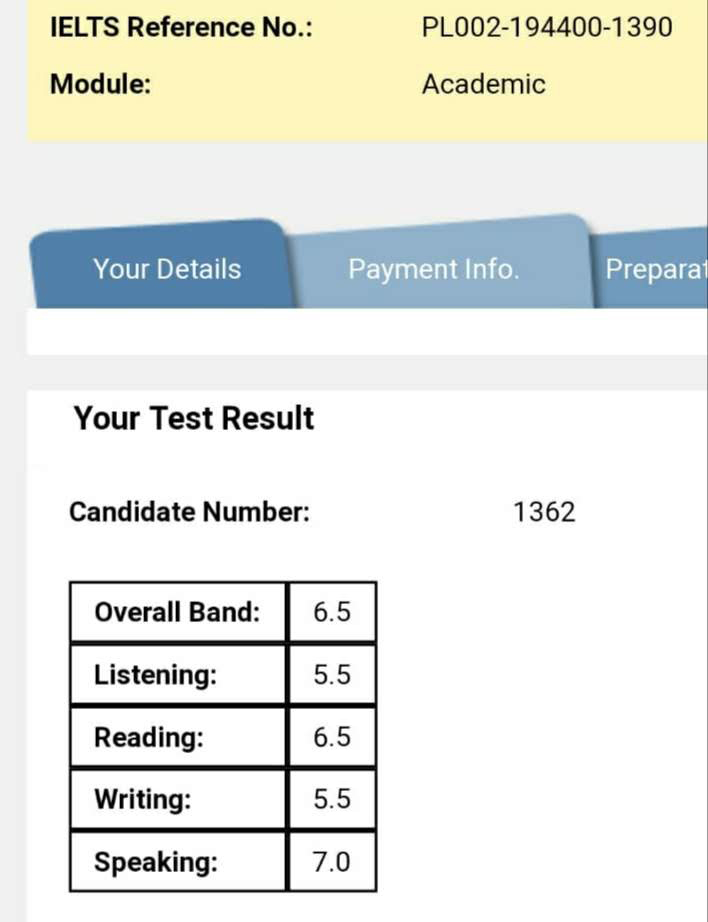 IELTS Reference No.: PL002-194400-1390
Module: Academic
Your Details Payment Info. Preparat
Your Test Result
Candidate Number: 1362
Overall Band: 6.5
Listening: 5.5
Reading: 6.5
Writing: 5.5
Speaking: 7.0